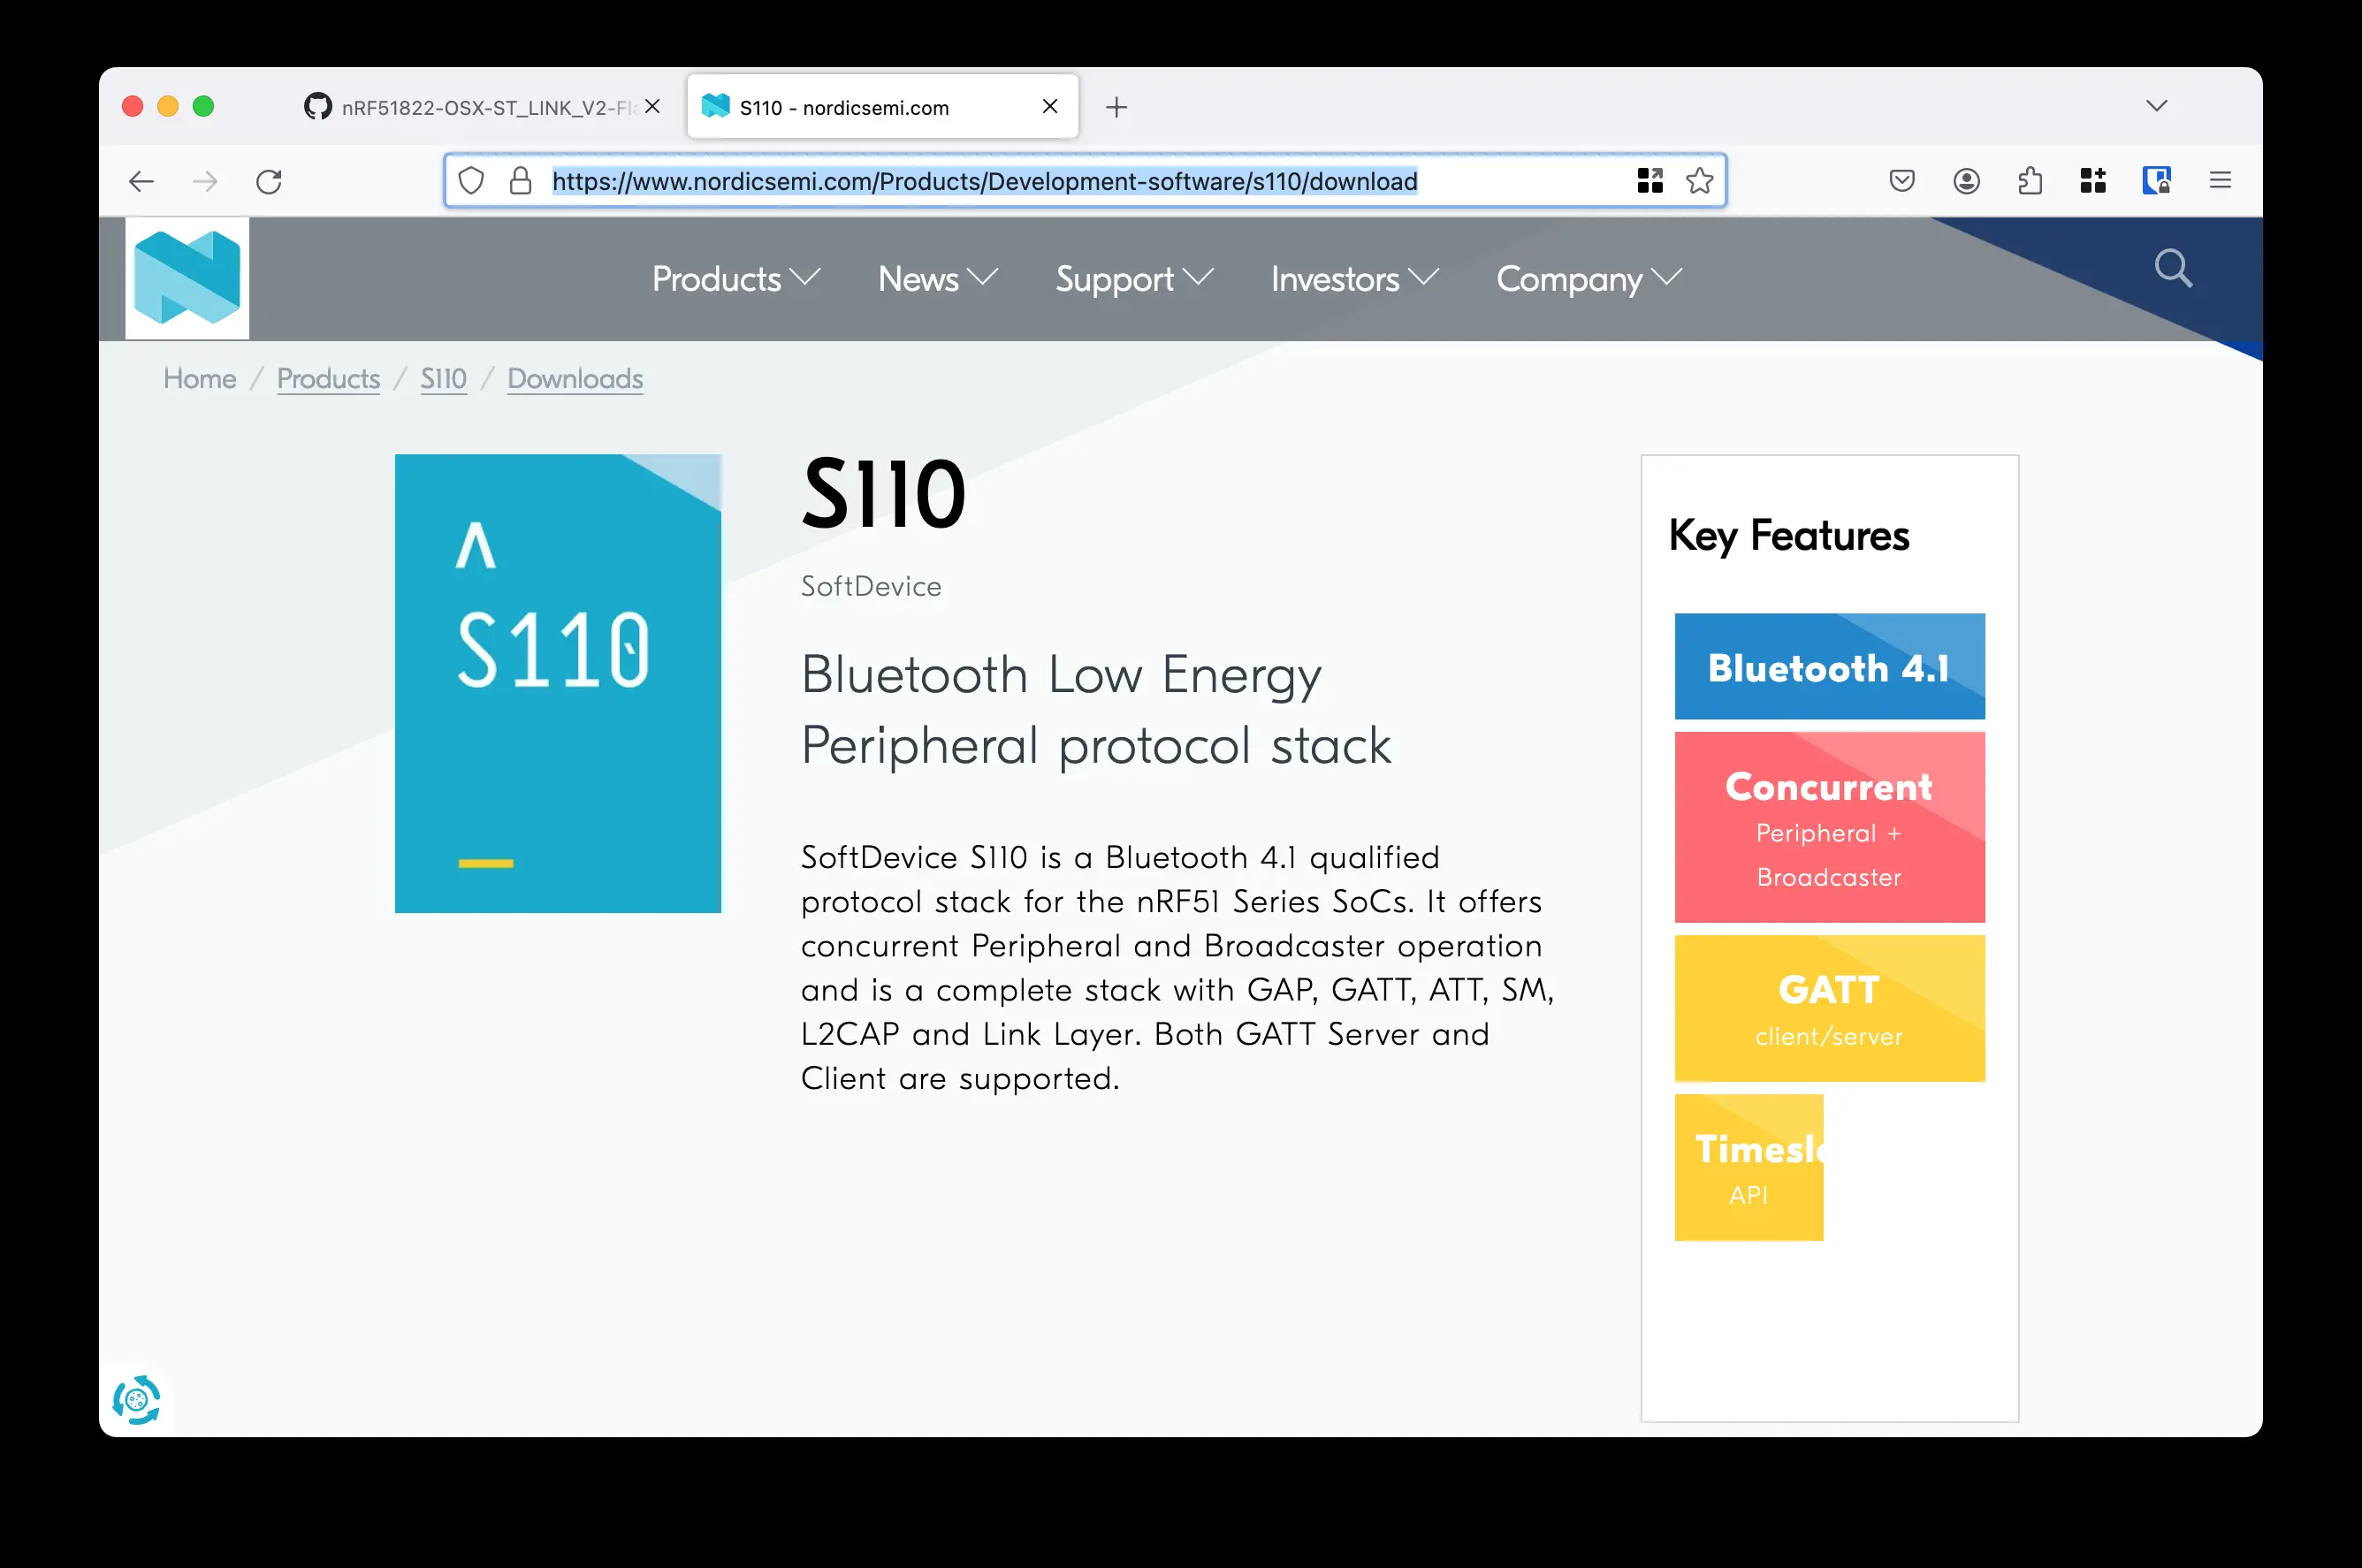 nRF51822-OSX-ST_LINK_V2-Fla
S110 - nordicsemi.com
https://www.nordicsemi.com/Products/Development-software/s110/download
Products
News
Support
Investors
Company
Home / Products / S110 / Downloads
S110
S110
SoftDevice
Bluetooth Low Energy
Peripheral protocol stack
SoftDevice S110 is a Bluetooth 4.1 qualified
protocol stack for the nRF51 Series SoCs. It offers
concurrent Peripheral and Broadcaster operation
and is a complete stack with GAP, GATT, ATT, SM,
L2CAP and Link Layer. Both GATT Server and
Client are supported.
Key Features
Bluetooth 4.1
Concurrent
Peripheral +
Broadcaster
GATT
client/server
Timeslo
API